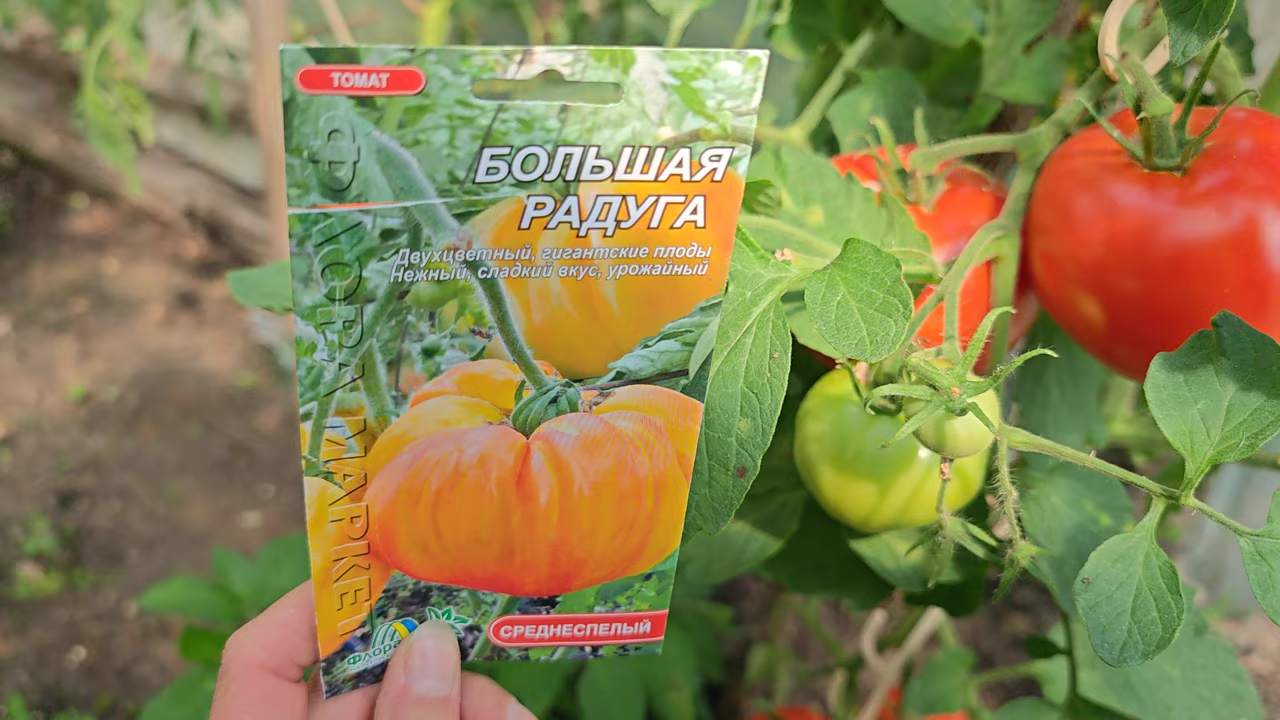 ТОМАТ
БОЛЬШАЯ
РАДУГА
Двухцветный, гигантские плоды
Нежный, сладкий вкус, урожайный
ФЛОРА МАРКЕТ
СРЕДНЕСПЕЛЫЙ